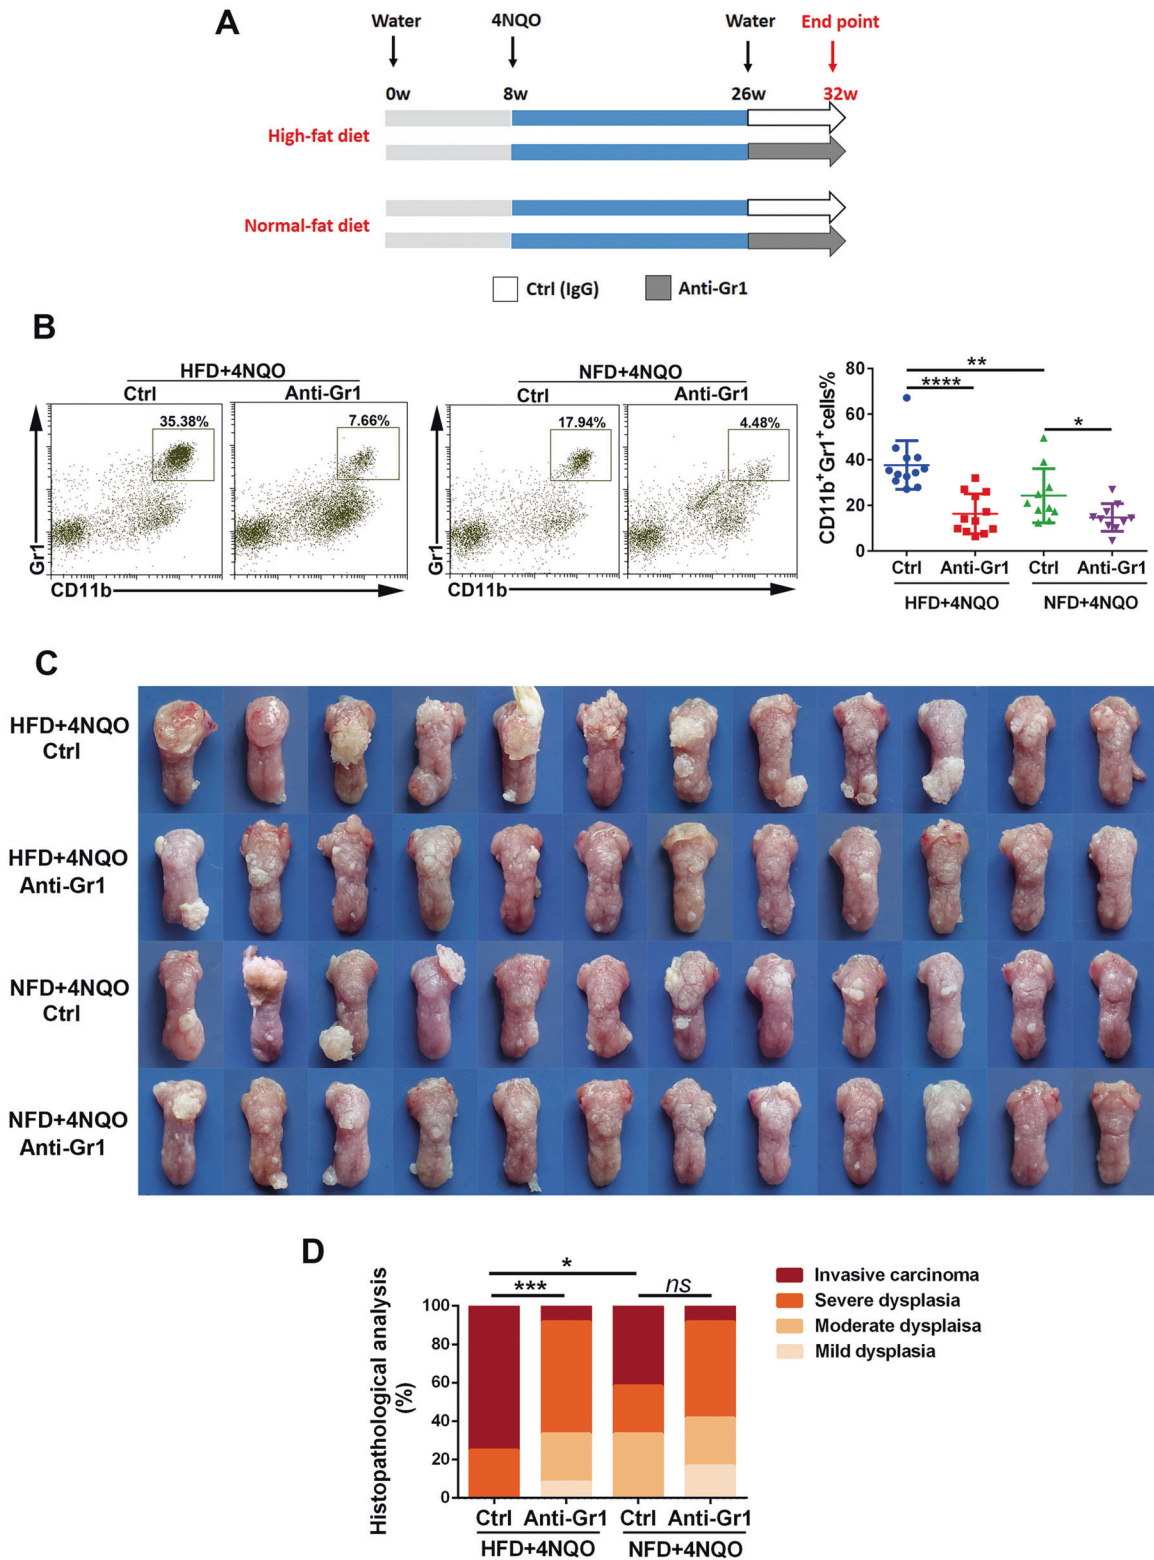 A
Water 4NQO Water End point
0w 8w 26w 32w
High-fat diet
Normal-fat diet
Ctrl (IgG) Anti-Gr1
B
HFD+4NQO
Ctrl Anti-Gr1
35.38% 7.66%
Gr1
CD11b
NFD+4NQO
Ctrl Anti-Gr1
17.94% 4.48%
Gr1
CD11b
CD11b+Gr1+cells%
80
60
40
20
0
**
****
*
Ctrl Anti-Gr1 Ctrl Anti-Gr1
HFD+4NQO NFD+4NQO
C
HFD+4NQO
Ctrl
HFD+4NQO
Anti-Gr1
NFD+4NQO
Ctrl
NFD+4NQO
Anti-Gr1
D
Histopathological analysis
(%)
100
80
60
40
20
0
*
***
ns
Ctrl Anti-Gr1 Ctrl Anti-Gr1
HFD+4NQO NFD+4NQO
Invasive carcinoma
Severe dysplasia
Moderate dysplaisa
Mild dysplasia